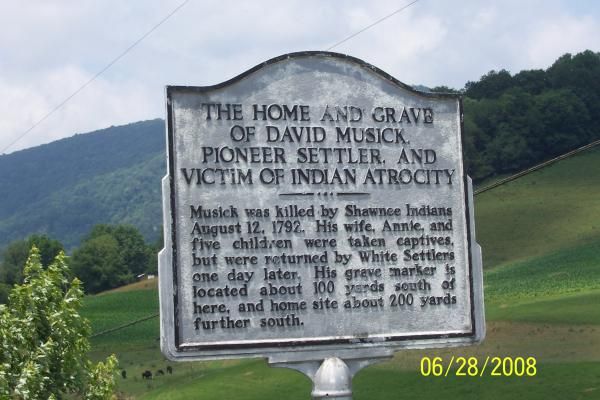 THE HOME AND GRAVE
OF DAVID MUSICK,
PIONEER SETTLER, AND
VICTIM OF INDIAN ATROCITY
Musick was killed by Shawnee Indians
August 12, 1792. His wife, Annie, and
five children were taken captives,
but were returned by White Settlers
one day later. His grave marker is
located about 100 yards south of
here, and home site about 200 yards
further south.
06/28/2008